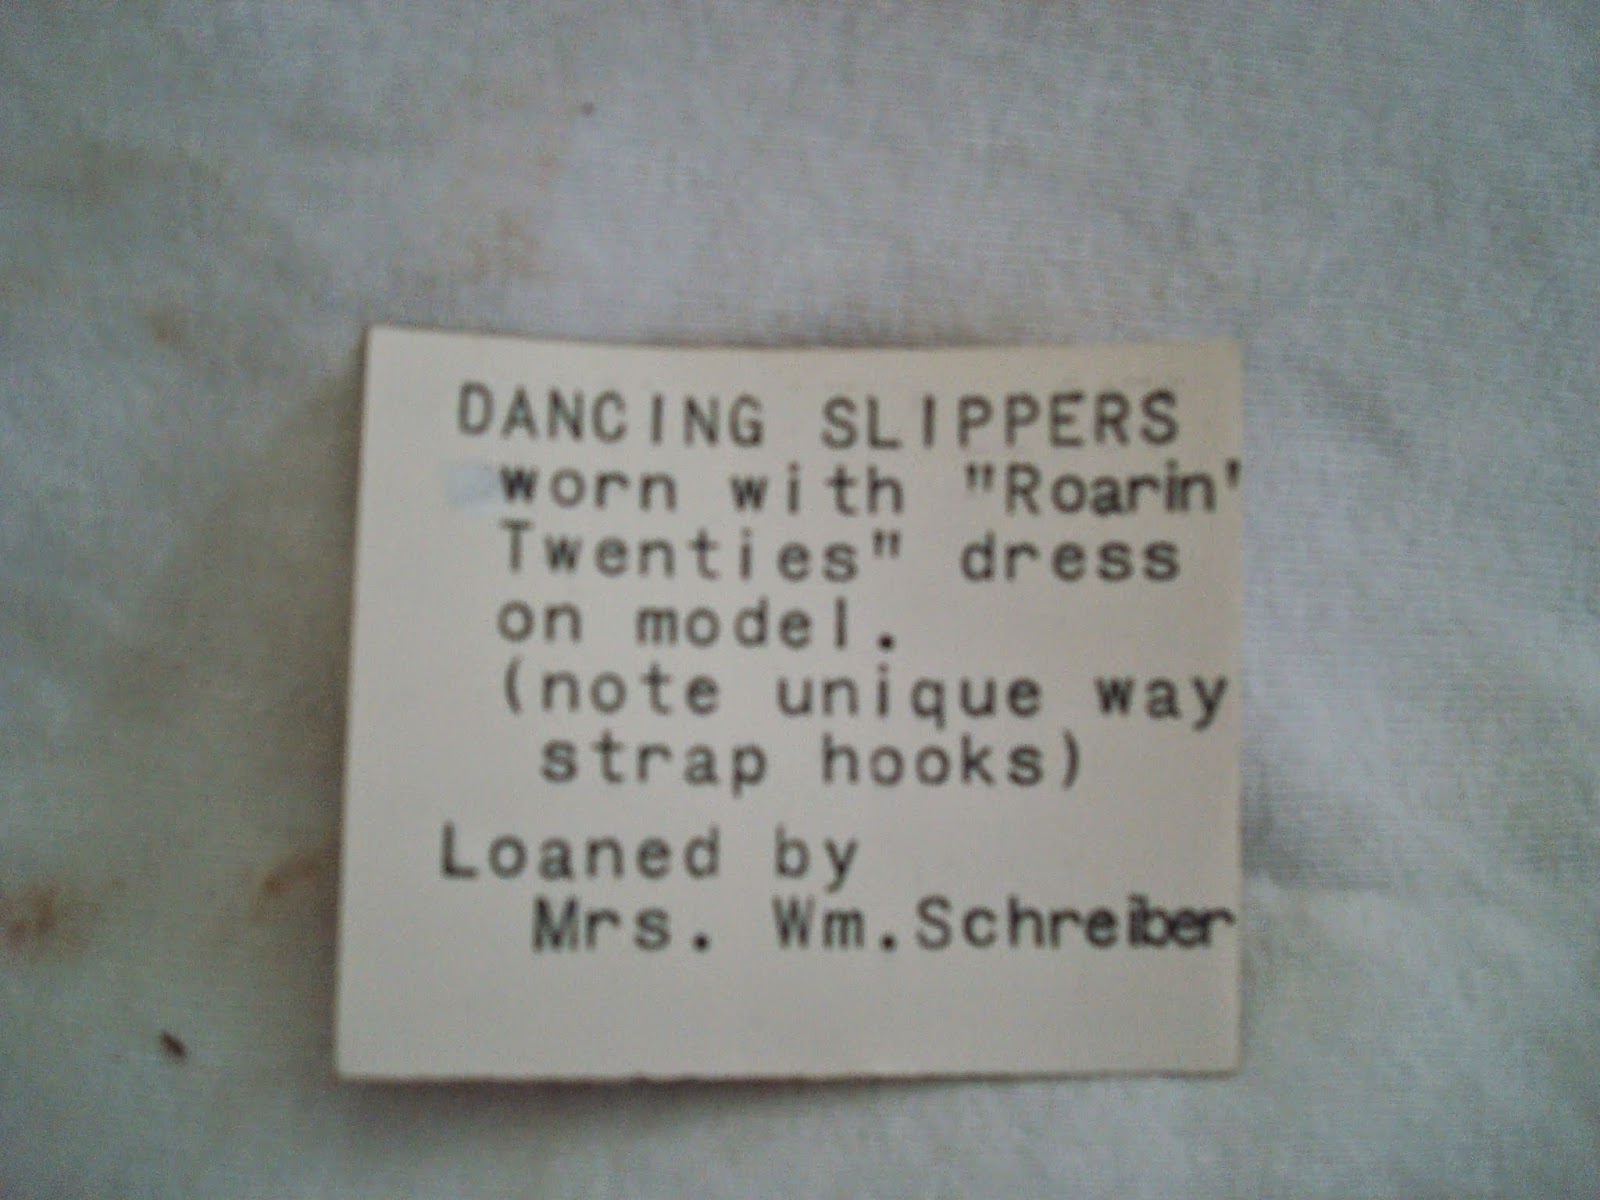 DANCING SLIPPERS
worn with "Roarin'
Twenties" dress
on model.
(note unique way
strap hooks)
Loaned by
Mrs. Wm.Schreiber